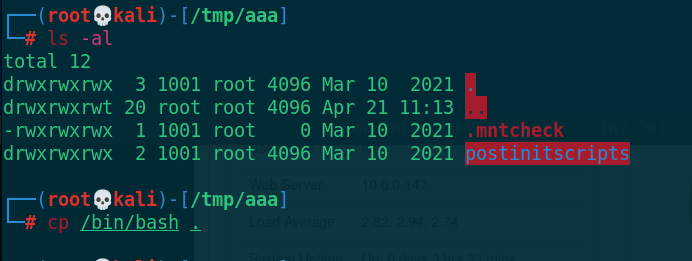 ┌──(root💀kali)-[/tmp/aaa]
└─# ls -al
total 12
drwxrwxrwx  3 1001 root 4096 Mar 10  2021 .
drwxrwxrwt 20 root root 4096 Apr 21 11:13 ..
-rwxrwxrwx  1 1001 root    0 Mar 10  2021 .mntcheck
drwxrwxrwx  2 1001 root 4096 Mar 10  2021 postinitscripts
Web Server 10.0.0.147
┌──(root💀kali)-[/tmp/aaa]
└─# cp /bin/bash .
Load Average 2.82, 2.94, 2.74
┌──(root💀kali)-[/tmp/aaa]